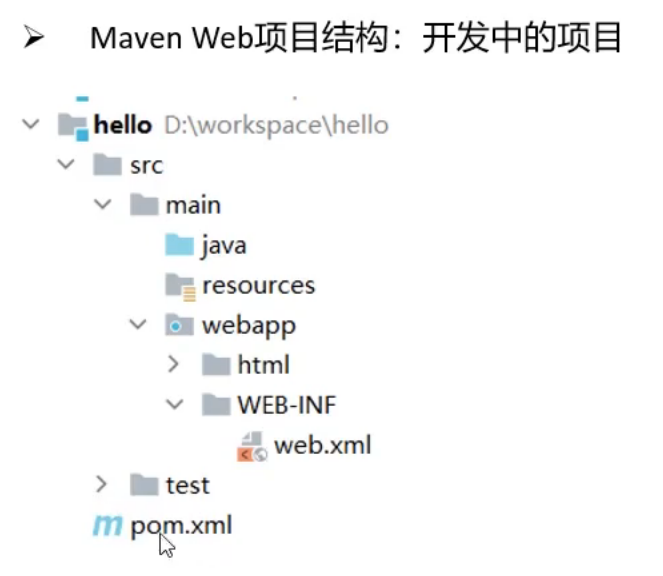 Maven Web项目结构：开发中的项目
hello D:\workspace\hello
src
main
java
resources
webapp
html
WEB-INF
web.xml
test
pom.xml